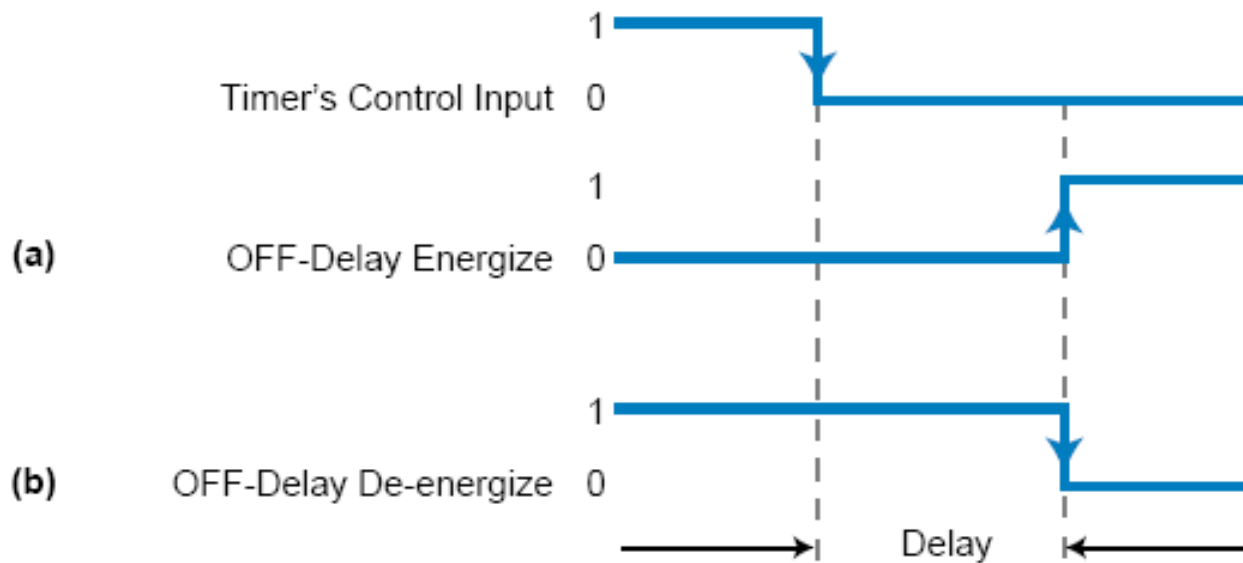 1
Timer's Control Input 0
1
(a) OFF-Delay Energize 0
1
(b) OFF-Delay De-energize 0
Delay